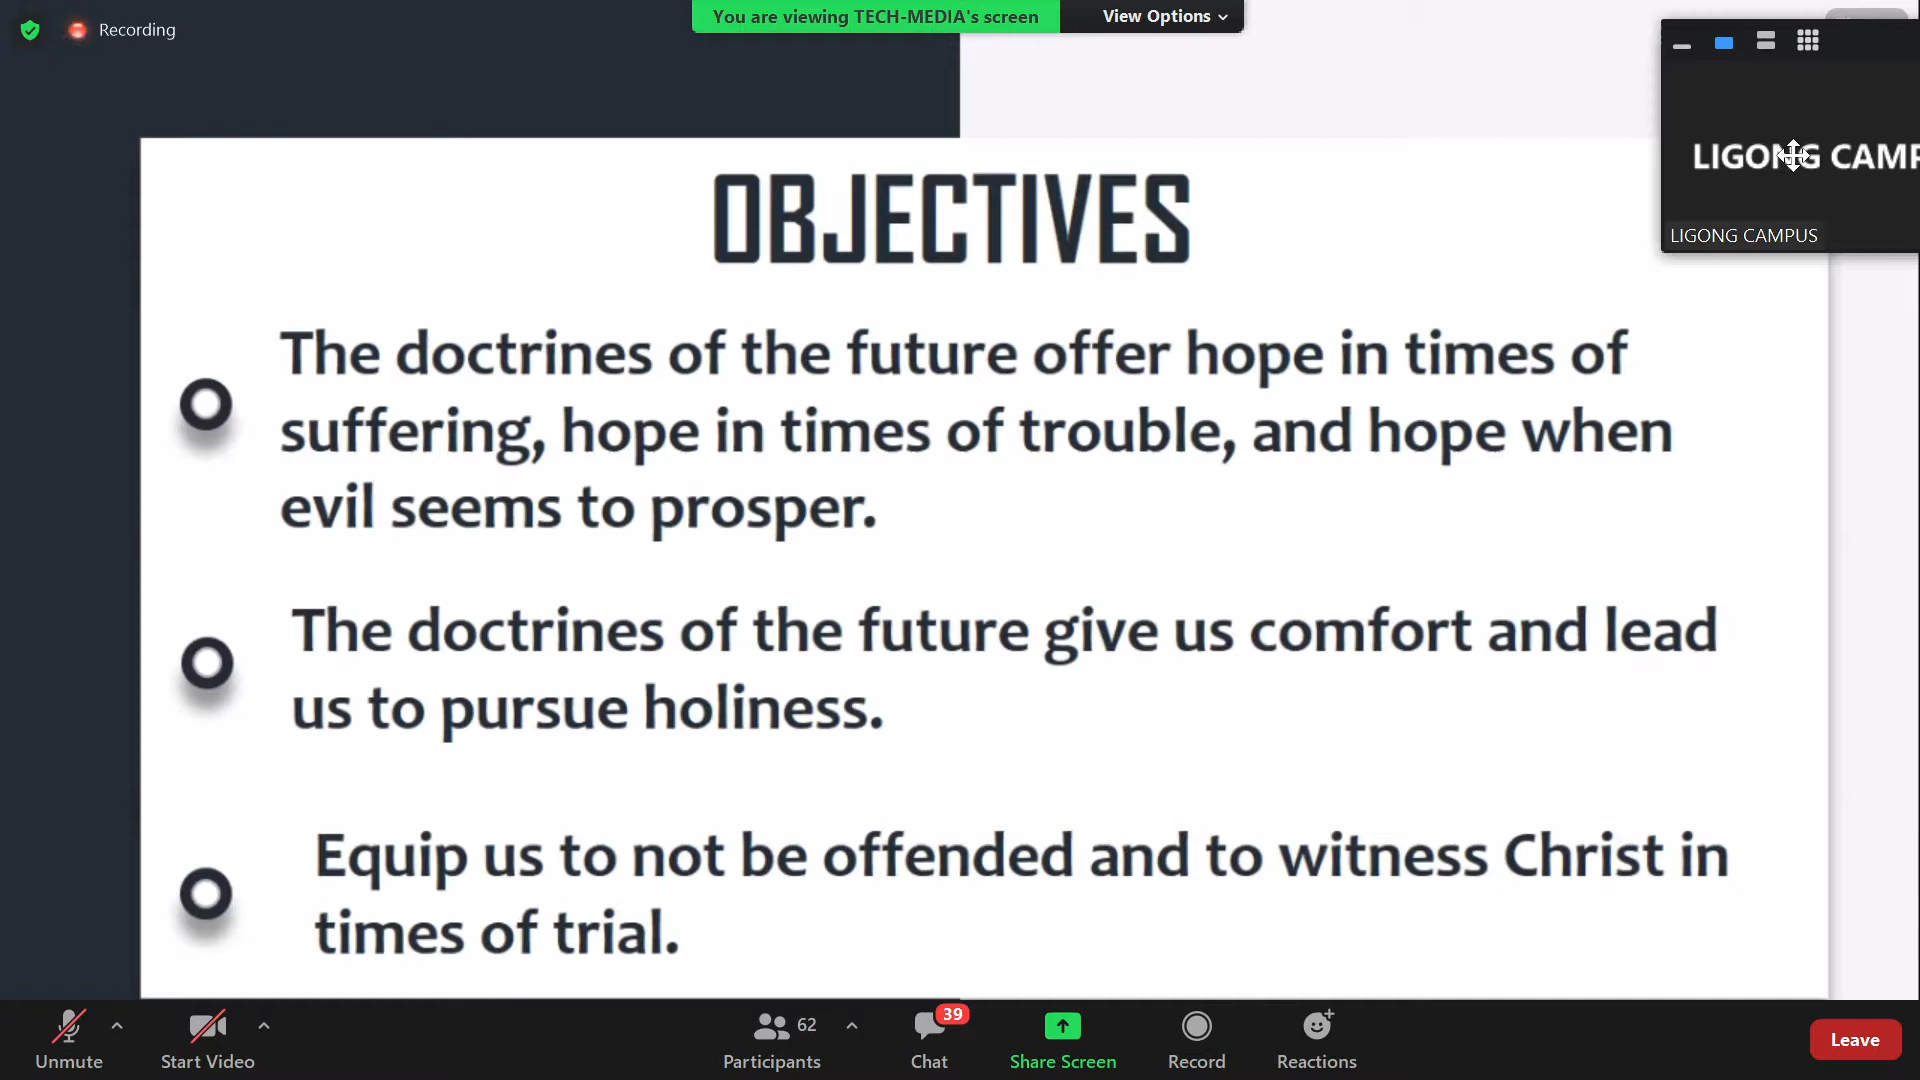 Recording
You are viewing TECH-MEDIA's screen
View Options
LIGONG CAMP
LIGONG CAMPUS
OBJECTIVES
The doctrines of the future offer hope in times of
suffering, hope in times of trouble, and hope when
evil seems to prosper.
The doctrines of the future give us comfort and lead
us to pursue holiness.
Equip us to not be offended and to witness Christ in
times of trial.
Unmute
Start Video
62
Participants
39
Chat
Share Screen
Record
Reactions
Leave